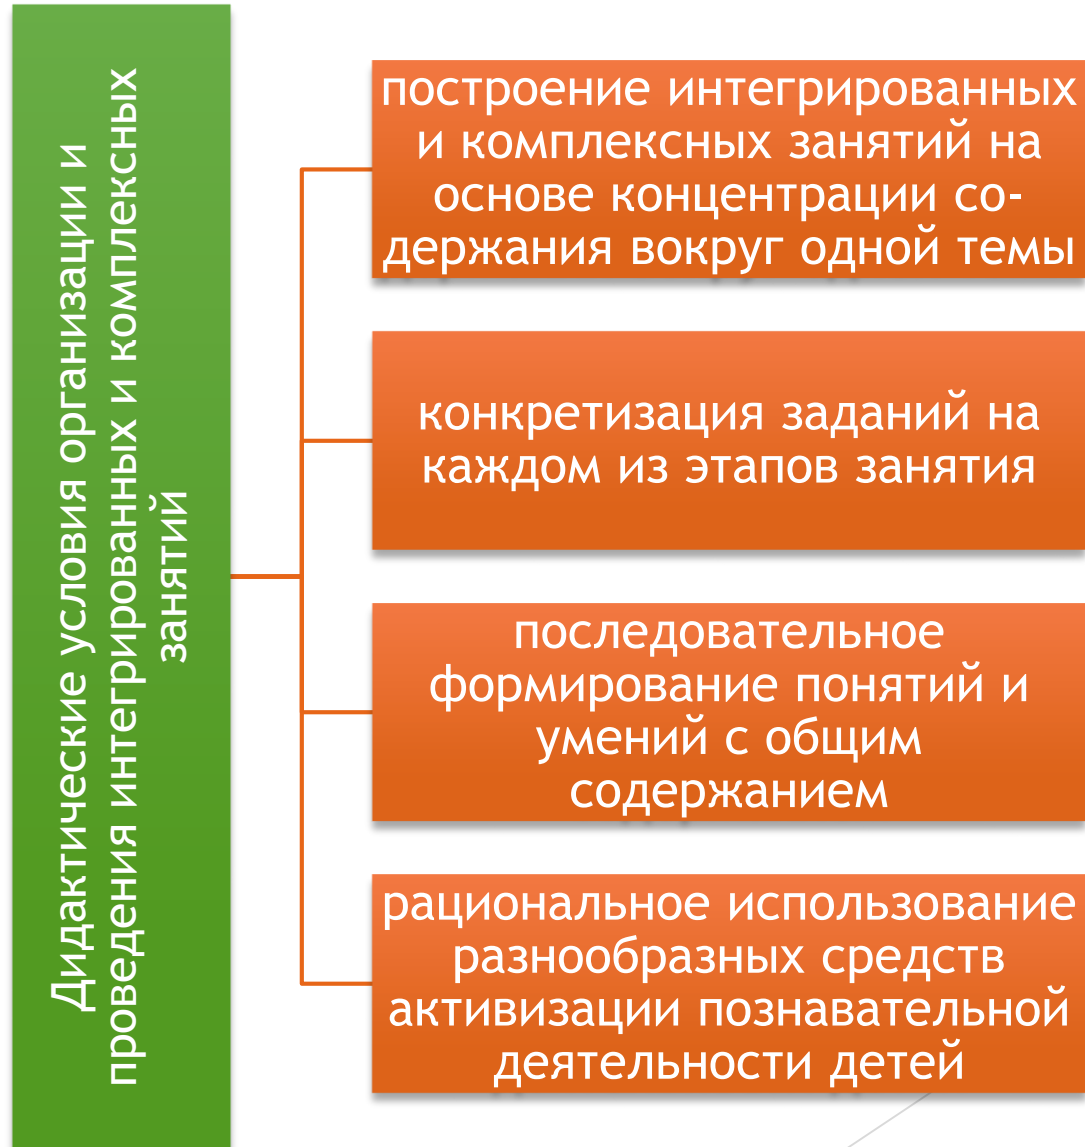 Дидактические условия организации и
проведения интегрированных и комплексных
занятий
построение интегрированных
и комплексных занятий на
основе концентрации со-
держания вокруг одной темы
конкретизация заданий на
каждом из этапов занятия
последовательное
формирование понятий и
умений с общим
содержанием
рациональное использование
разнообразных средств
активизации познавательной
деятельности детей